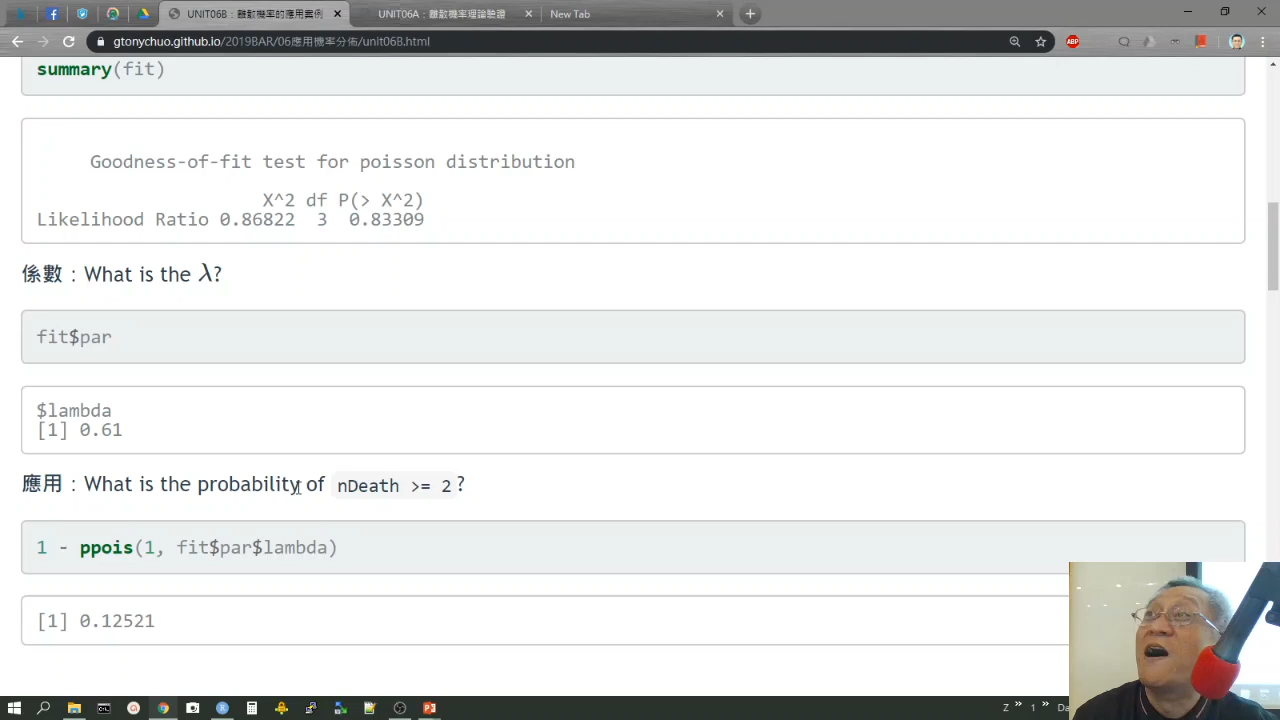 UNIT06B：離散機率的應用案例
UNIT06A：離散機率理論驗證
New Tab
gtonychuo.github.io/2019BAR/06應用機率分佈/unit06B.html
ABP
summary(fit)
Goodness-of-fit test for poisson distribution
X^2 df P(> X^2)
Likelihood Ratio 0.86822 3 0.83309
係數 : What is the λ?
fit$par
$lambda
[1] 0.61
應用 : What is the probability of nDeath >= 2 ?
1 - ppois(1, fit$par$lambda)
[1] 0.12521
Z » 1 »